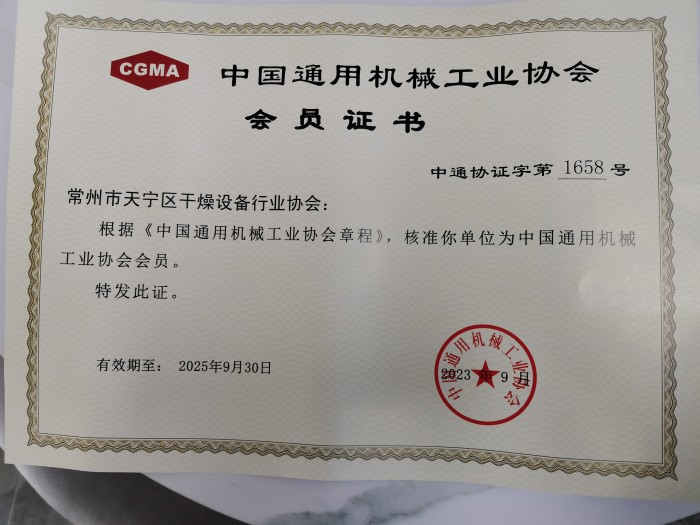 CGMA
中国通用机械工业协会
会员证书
中通协证字第 1658 号
常州市天宁区干燥设备行业协会：
根据《中国通用机械工业协会章程》，核准你单位为中国通用机械
工业协会会员。
特发此证。
有效期至： 2025年9月30日
中国通用机械工业协会
2023 年 9 月